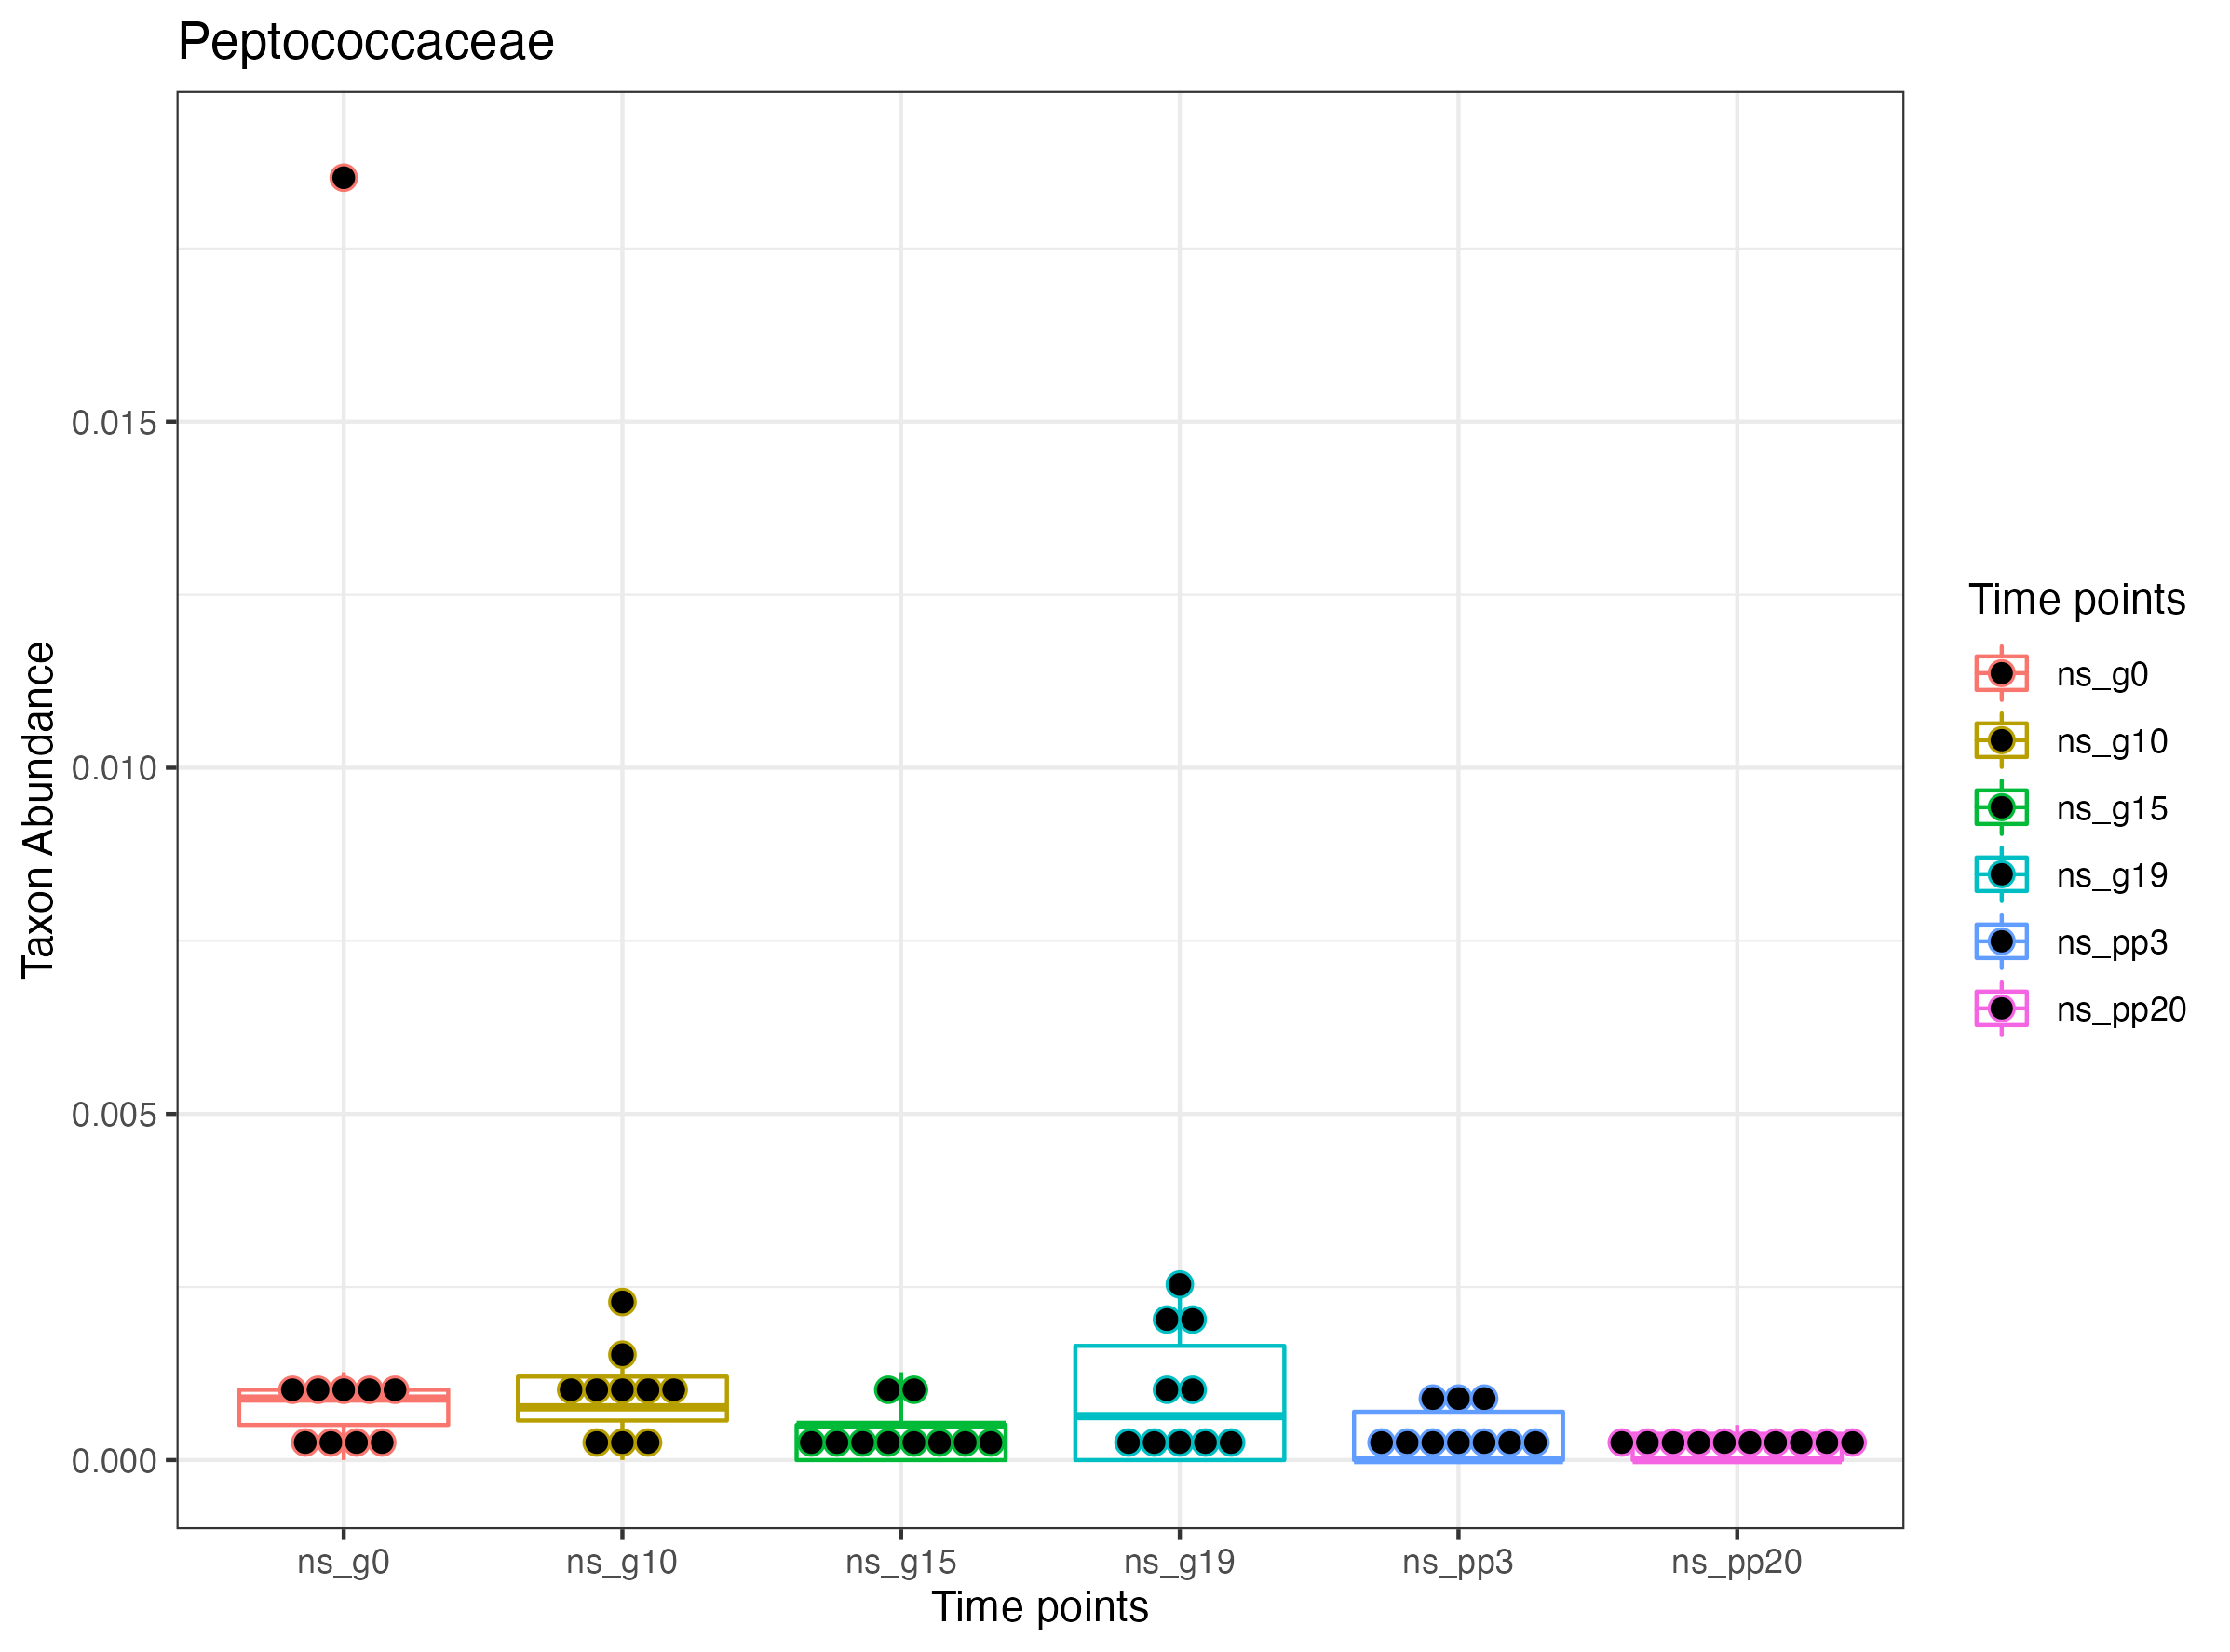 Peptococcaceae
Taxon Abundance
0.015
0.010
0.005
0.000
ns_g0 ns_g10 ns_g15 ns_g19 ns_pp3 ns_pp20
Time points
Time points
ns_g0
ns_g10
ns_g15
ns_g19
ns_pp3
ns_pp20